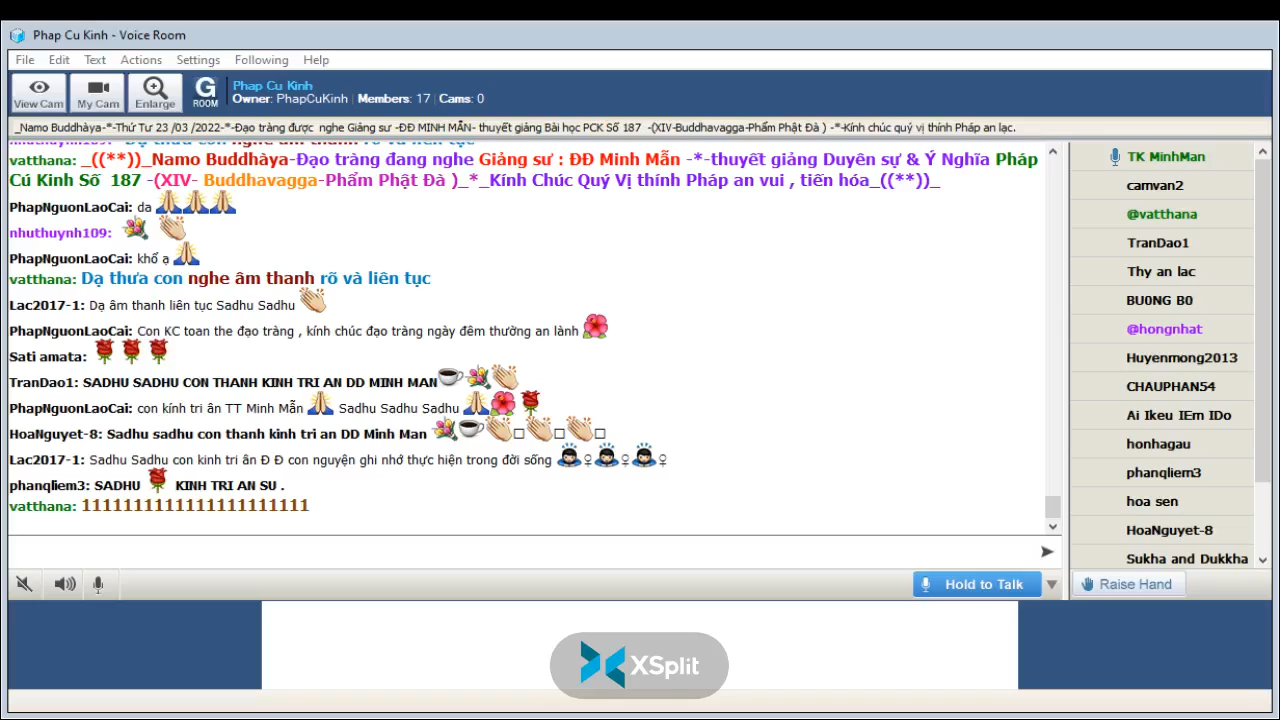 Phap Cu Kinh - Voice Room
File Edit Text Actions Settings Following Help
View Cam My Cam Enlarge G ROOM
Phap Cu Kinh
Owner: PhapCuKinh | Members: 17 | Cams: 0
_Namo Buddhàya-*-Thứ Tư 23 /03 /2022-*-Đạo tràng được nghe Giảng sư -ĐĐ MINH MẪN- thuyết giảng Bài học PCK Số 187 -(XIV-Buddhavagga-Phẩm Phật Đà ) -*-Kính chúc quý vị thính Pháp an lạc.
vatthana: _((**))_Namo Buddhàya-Đạo tràng đang nghe Giảng sư : ĐĐ Minh Mẫn -*-thuyết giảng Duyên sự & Ý Nghĩa Pháp
Cú Kinh Số 187 -(XIV- Buddhavagga-Phẩm Phật Đà )_*_Kính Chúc Quý Vị thính Pháp an vui , tiến hóa_((**))_
PhapNguonLaoCai: da 🙏🙏🙏
nhuthuynh109: 💐 👏
PhapNguonLaoCai: khổ ạ 🙏
vatthana: Dạ thưa con nghe âm thanh rõ và liên tục
Lac2017-1: Dạ âm thanh liên tục Sadhu Sadhu 👏
PhapNguonLaoCai: Con KC toan the đạo tràng , kính chúc đạo tràng ngày đêm thường an lành 🌺
Sati amata: 🌹 🌹 🌹
TranDao1: SADHU SADHU CON THANH KINH TRI AN DD MINH MAN☕💐👏
PhapNguonLaoCai: con kính tri ân TT Minh Mẫn 🙏 Sadhu Sadhu Sadhu 🙏🌺🌹
HoaNguyet-8: Sadhu sadhu con thanh kinh tri an DD Minh Man 💐☕👏□👏□👏□
Lac2017-1: Sadhu Sadhu con kinh tri ân Đ Đ con nguyện ghi nhớ thực hiện trong đời sống 🙇♀🙇♀🙇♀
phanqliem3: SADHU 🌹 KINH TRI AN SU .
vatthana: 1111111111111111111111
TK MinhMan
camvan2
@vatthana
TranDao1
Thy an lac
BU0NG B0
@hongnhat
Huyenmong2013
CHAUPHAN54
Ai Ikeu IEm IDo
honhagau
phanqliem3
hoa sen
HoaNguyet-8
Sukha and Dukkha
Hold to Talk
Raise Hand
XSplit